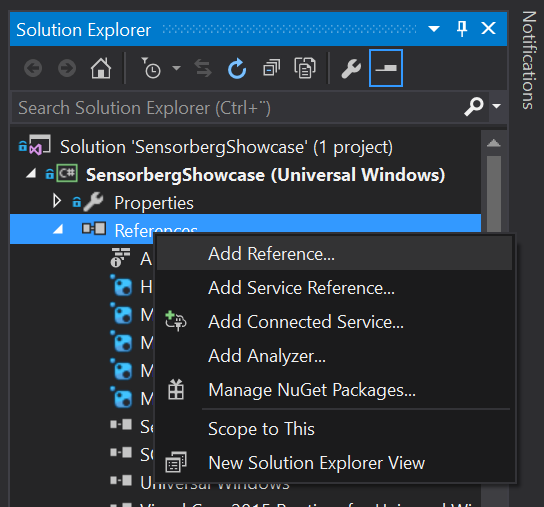 Solution Explorer
Notifications
Search Solution Explorer (Ctrl+¨)
Solution 'SensorbergShowcase' (1 project)
C# SensorbergShowcase (Universal Windows)
Properties
References
Add Reference...
Add Service Reference...
Add Connected Service...
Add Analyzer...
Manage NuGet Packages...
Scope to This
New Solution Explorer View
Universal Windows